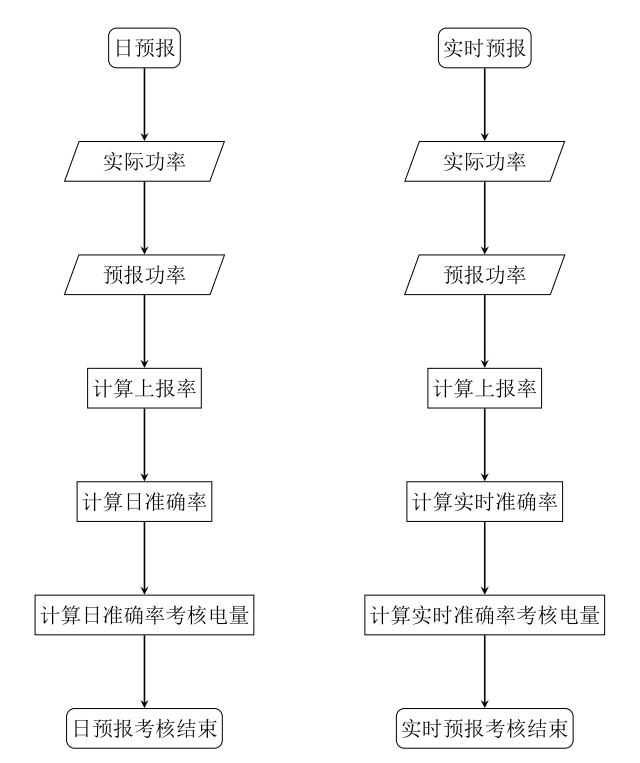 日预报
实际功率
预报功率
计算上报率
计算日准确率
计算日准确率考核电量
日预报考核结束
实时预报
实际功率
预报功率
计算上报率
计算实时准确率
计算实时准确率考核电量
实时预报考核结束